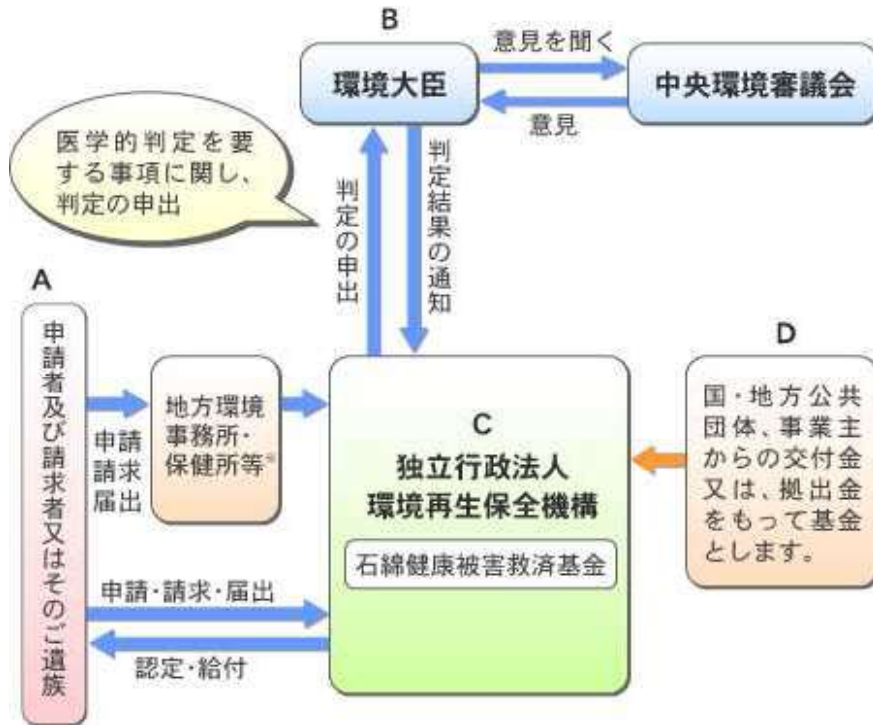 B
環境大臣
意見を聞く
意見
中央環境審議会
医学的判定を要
する事項に関し、
判定の申出
判定の申出
判定結果の通知
A
申請者及び請求者又はそのご遺族
申請
請求
届出
地方環境
事務所・
保健所等※
C
独立行政法人
環境再生保全機構
石綿健康被害救済基金
申請・請求・届出
認定・給付
D
国・地方公共
団体、事業主
からの交付金
又は、拠出金
をもって基金
とします。